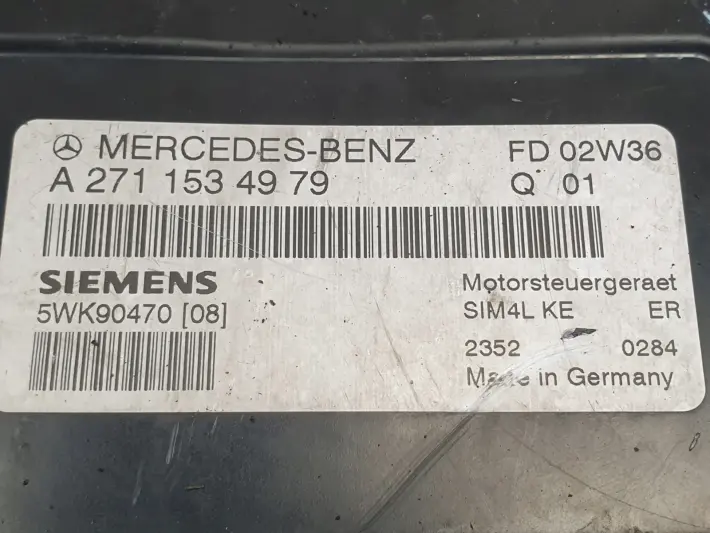 MERCEDES-BENZ FD 02W36
A 271 153 49 79 Q 01
SIEMENS Motorsteuergeraet
5WK90470 [08] SIM4L KE ER
2352 0284
Made in Germany